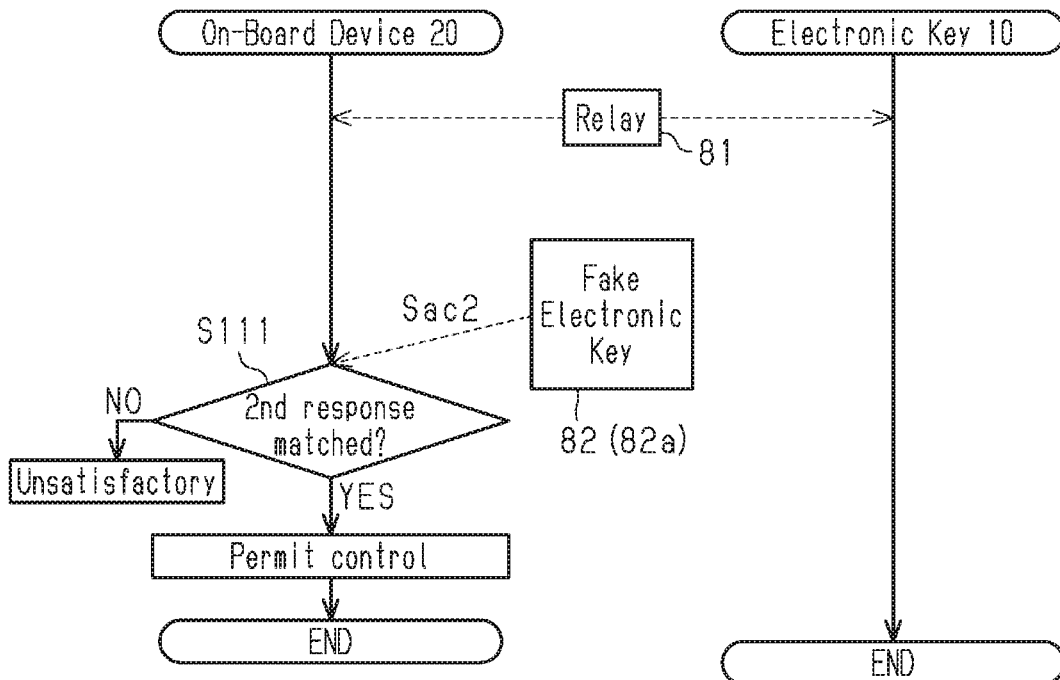 On-Board Device 20
Electronic Key 10
Relay
81
Fake
Electronic
Key
Sac2
S111
82 (82a)
NO
2nd response
matched?
Unsatisfactory
YES
Permit control
END
END